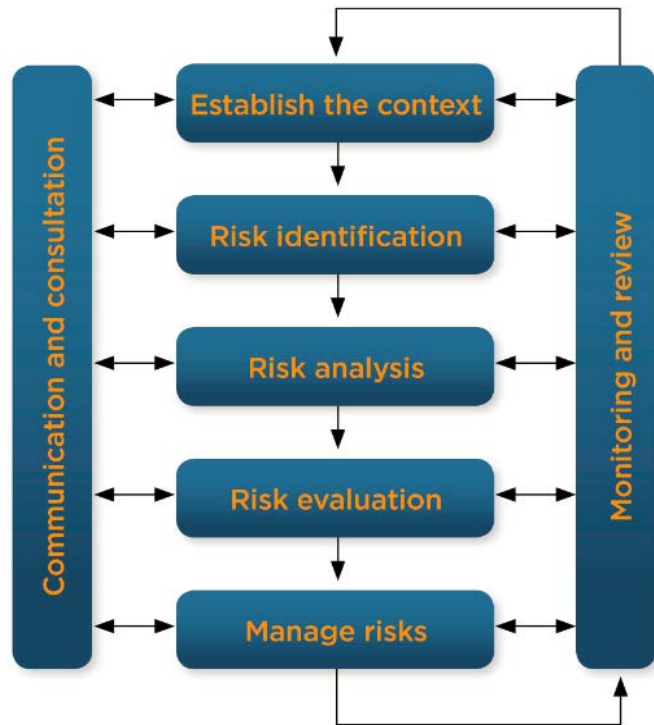 Establish the context
Communication and consultation
Monitoring and review
Risk identification
Risk analysis
Risk evaluation
Manage risks